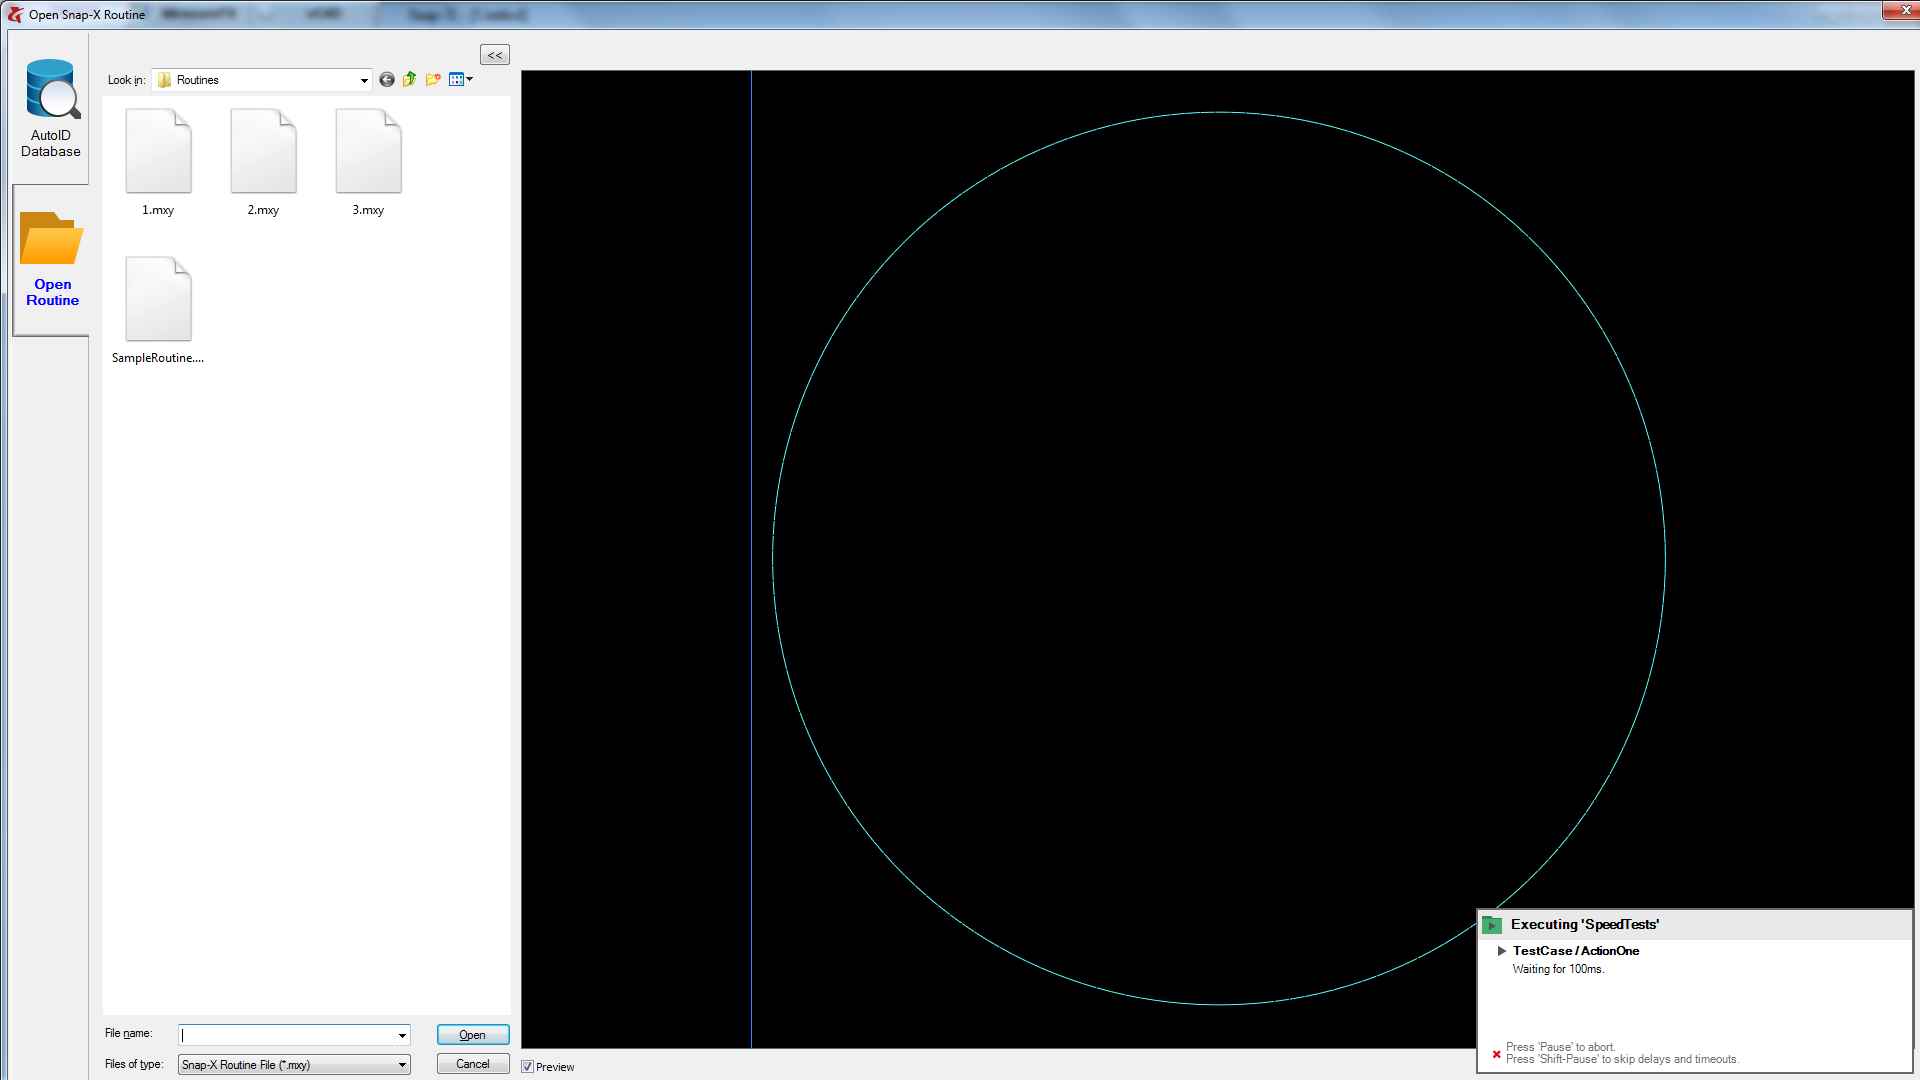 Open Snap-X Routine
<<
Look in:
Routines
AutoID
Database
Open
Routine
1.mxy
2.mxy
3.mxy
SampleRoutine....
File name:
Open
Files of type:
Snap-X Routine File (*.mxy)
Cancel
Preview
Executing 'SpeedTests'
TestCase / ActionOne
Waiting for 100ms.
Press 'Pause' to abort.
Press 'Shift-Pause' to skip delays and timeouts.